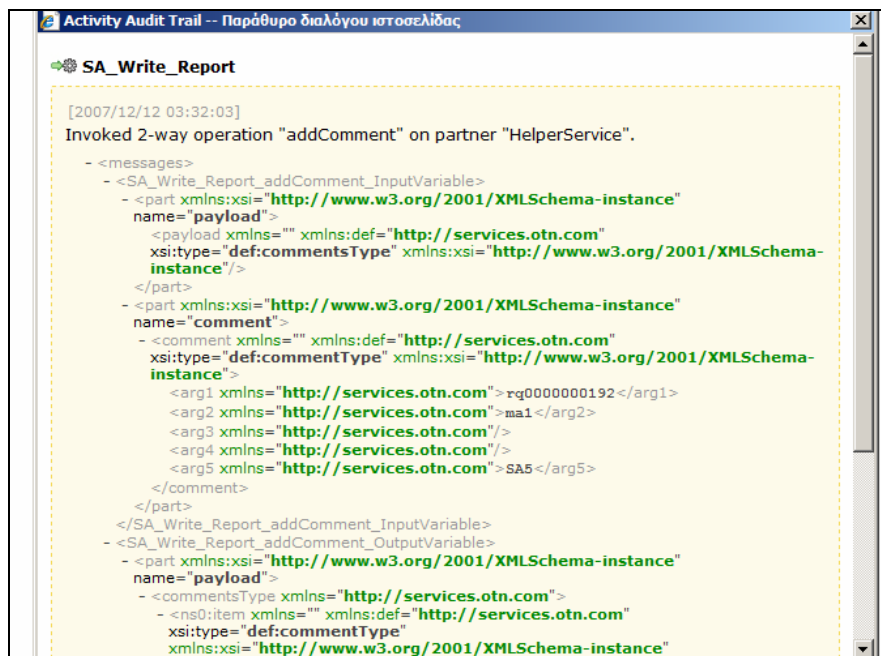 Activity Audit Trail -- Παράθυρο διαλόγου ιστοσελίδας
SA_Write_Report
[2007/12/12 03:32:03]
Invoked 2-way operation "addComment" on partner "HelperService".
- <messages>
- <SA_Write_Report_addComment_InputVariable>
- <part xmlns:xsi="http://www.w3.org/2001/XMLSchema-instance"
name="payload">
<payload xmlns="" xmlns:def="http://services.otn.com"
xsi:type="def:commentsType" xmlns:xsi="http://www.w3.org/2001/XMLSchema-
instance"/>
</part>
- <part xmlns:xsi="http://www.w3.org/2001/XMLSchema-instance"
name="comment">
- <comment xmlns="" xmlns:def="http://services.otn.com"
xsi:type="def:commentType" xmlns:xsi="http://www.w3.org/2001/XMLSchema-
instance">
<arg1 xmlns="http://services.otn.com">rq0000000192</arg1>
<arg2 xmlns="http://services.otn.com">ma1</arg2>
<arg3 xmlns="http://services.otn.com"/>
<arg4 xmlns="http://services.otn.com"/>
<arg5 xmlns="http://services.otn.com">SA5</arg5>
</comment>
</part>
</SA_Write_Report_addComment_InputVariable>
- <SA_Write_Report_addComment_OutputVariable>
- <part xmlns:xsi="http://www.w3.org/2001/XMLSchema-instance"
name="payload">
- <commentsType xmlns="http://services.otn.com">
- <ns0:item xmlns="" xmlns:def="http://services.otn.com"
xsi:type="def:commentType"
xmlns:xsi="http://www.w3.org/2001/XMLSchema-instance"